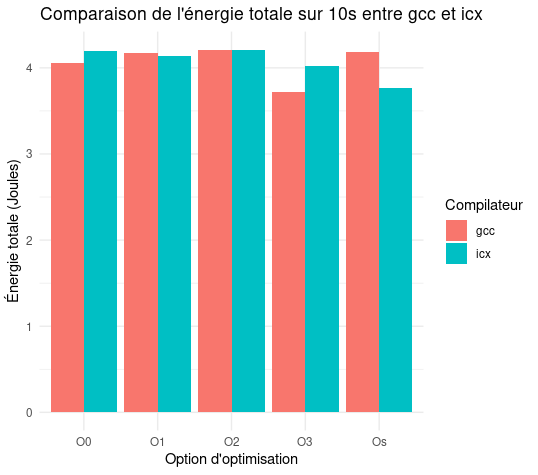 Comparaison de l'énergie totale sur 10s entre gcc et icx
Énergie totale (Joules)
4
3
2
1
0
O0 O1 O2 O3 Os
Option d'optimisation
Compilateur
gcc
icx